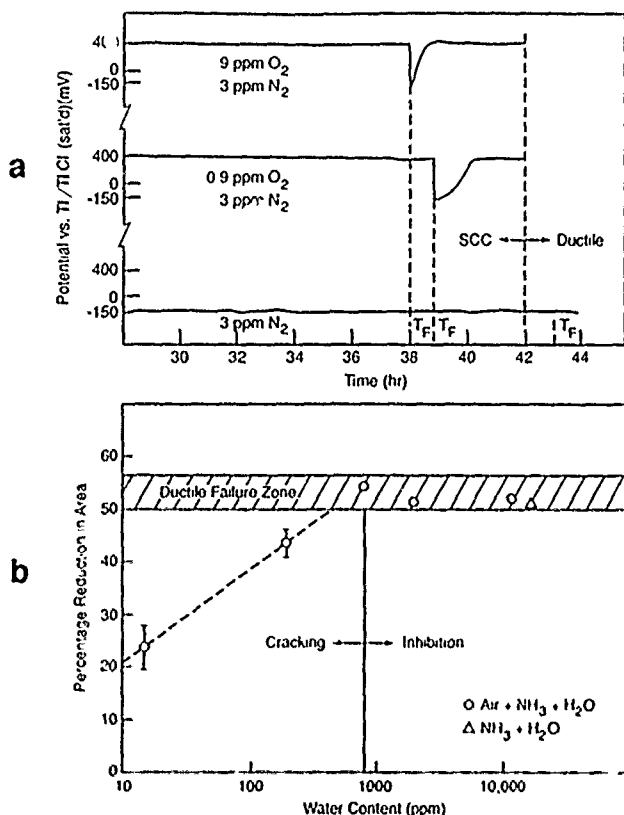 a
Potential vs. Tl/TlCl (sat'd)(mV)
0
-150
9 ppm O2
3 ppm N2
400
0
-150
0 9 ppm O2
3 ppm N2
SCC
Ductile
400
0
-150
3 ppm N2
TF TF TF
30 32 34 36 38 40 42 44
Time (hr)
b
Percentage Reduction in Area
60
50
40
30
20
10
0
Ductile Failure Zone
Cracking
Inhibition
O Air + NH3 + H2O
Δ NH3 + H2O
10 100 1000 10,000
Water Content (ppm)